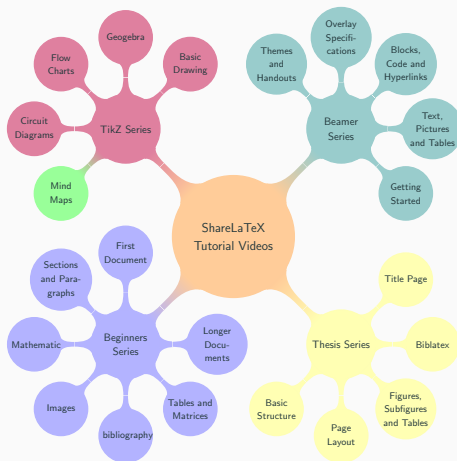 Geogebra
Flow
Charts
Basic
Drawing
Circuit
Diagrams
TikZ Series
Mind
Maps
Overlay
Specifi-
cations
Themes
and
Handouts
Blocks,
Code and
Hyperlinks
Beamer
Series
Text,
Pictures
and Tables
Getting
Started
ShareLaTeX
Tutorial Videos
First
Document
Sections
and Para-
graphs
Mathematic
Beginners
Series
Longer
Docu-
ments
Images
bibliography
Tables and
Matrices
Title Page
Thesis Series
Biblatex
Basic
Structure
Page
Layout
Figures,
Subfigures
and Tables